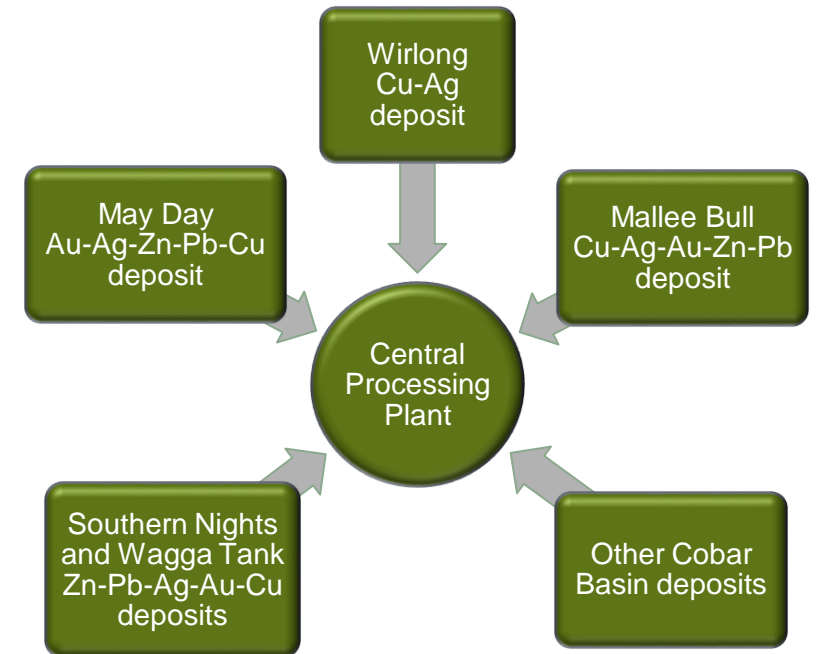 Wirlong
Cu-Ag
deposit
May Day
Au-Ag-Zn-Pb-Cu
deposit
Mallee Bull
Cu-Ag-Au-Zn-Pb
deposit
Central
Processing
Plant
Southern Nights
and Wagga Tank
Zn-Pb-Ag-Au-Cu
deposits
Other Cobar
Basin deposits